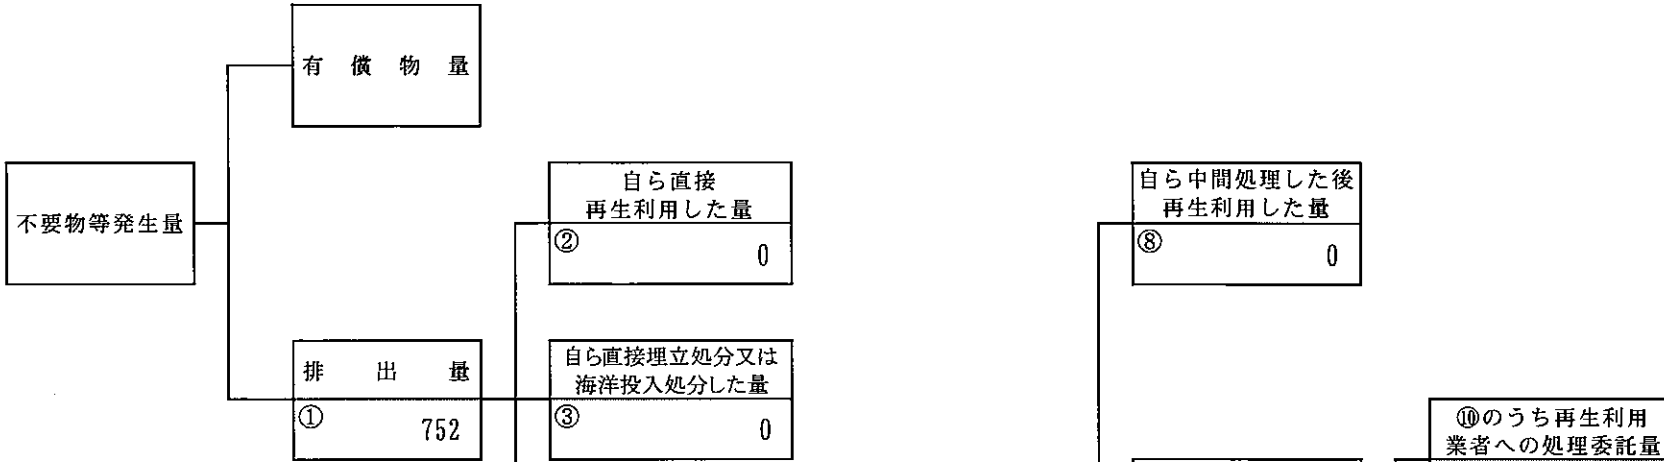 有償物量
不要物等発生量
自ら直接
再生利用した量
②
0
自ら中間処理した後
再生利用した量
⑧
0
排出量
①
752
自ら直接埋立処分又は
海洋投入処分した量
③
0
⑩のうち再生利用
業者への処理委託量